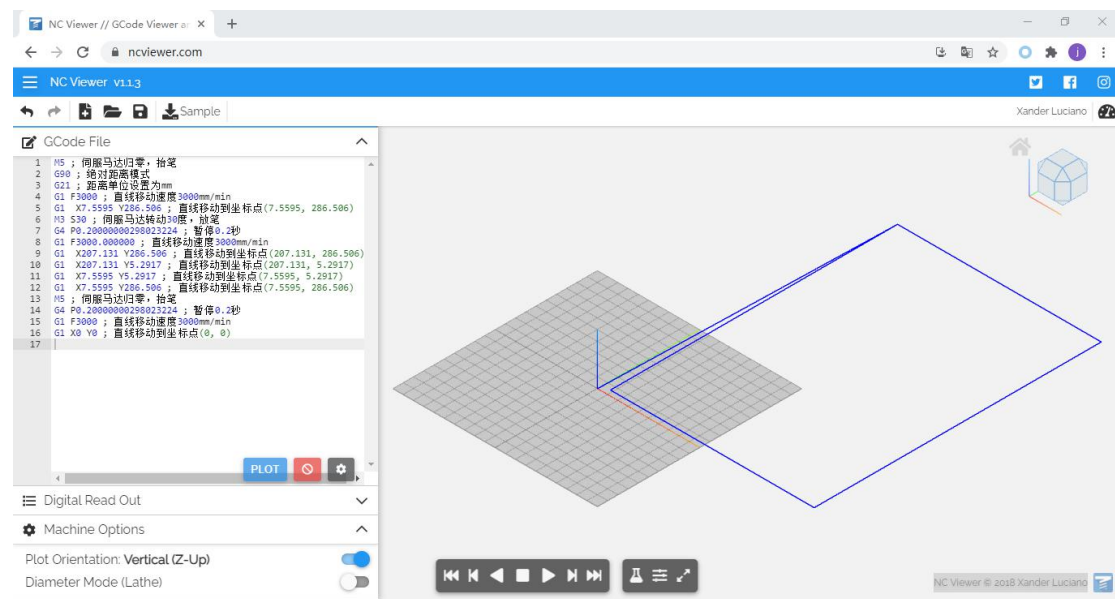 NC Viewer // GCode Viewer a
ncviewer.com
j
NC Viewer v1.1.3
Sample
Xander Luciano
GCode File
1 M5 ; 伺服马达归零，抬笔
2 G90 ; 绝对距离模式
3 G21 ; 距离单位设置为mm
4 G1 F3000 ; 直线移动速度3000mm/min
5 G1  X7.5595 Y286.506 ; 直线移动到坐标点(7.5595, 286.506)
6 M3 S30 ; 伺服马达转动30度，放笔
7 G4 P0.20000000298023224 ; 暂停0.2秒
8 G1 F3000.000000 ; 直线移动速度3000mm/min
9 G1  X207.131 Y286.506 ; 直线移动到坐标点(207.131, 286.506)
10 G1  X207.131 Y5.2917 ; 直线移动到坐标点(207.131, 5.2917)
11 G1  X7.5595 Y5.2917 ; 直线移动到坐标点(7.5595, 5.2917)
12 G1  X7.5595 Y286.506 ; 直线移动到坐标点(7.5595, 286.506)
13 M5 ; 伺服马达归零，抬笔
14 G4 P0.20000000298023224 ; 暂停0.2秒
15 G1 F3000 ; 直线移动速度3000mm/min
16 G1 X0 Y0 ; 直线移动到坐标点(0, 0)
17
PLOT
Digital Read Out
Machine Options
Plot Orientation: Vertical (Z-Up)
Diameter Mode (Lathe)
NC Viewer © 2018 Xander Luciano